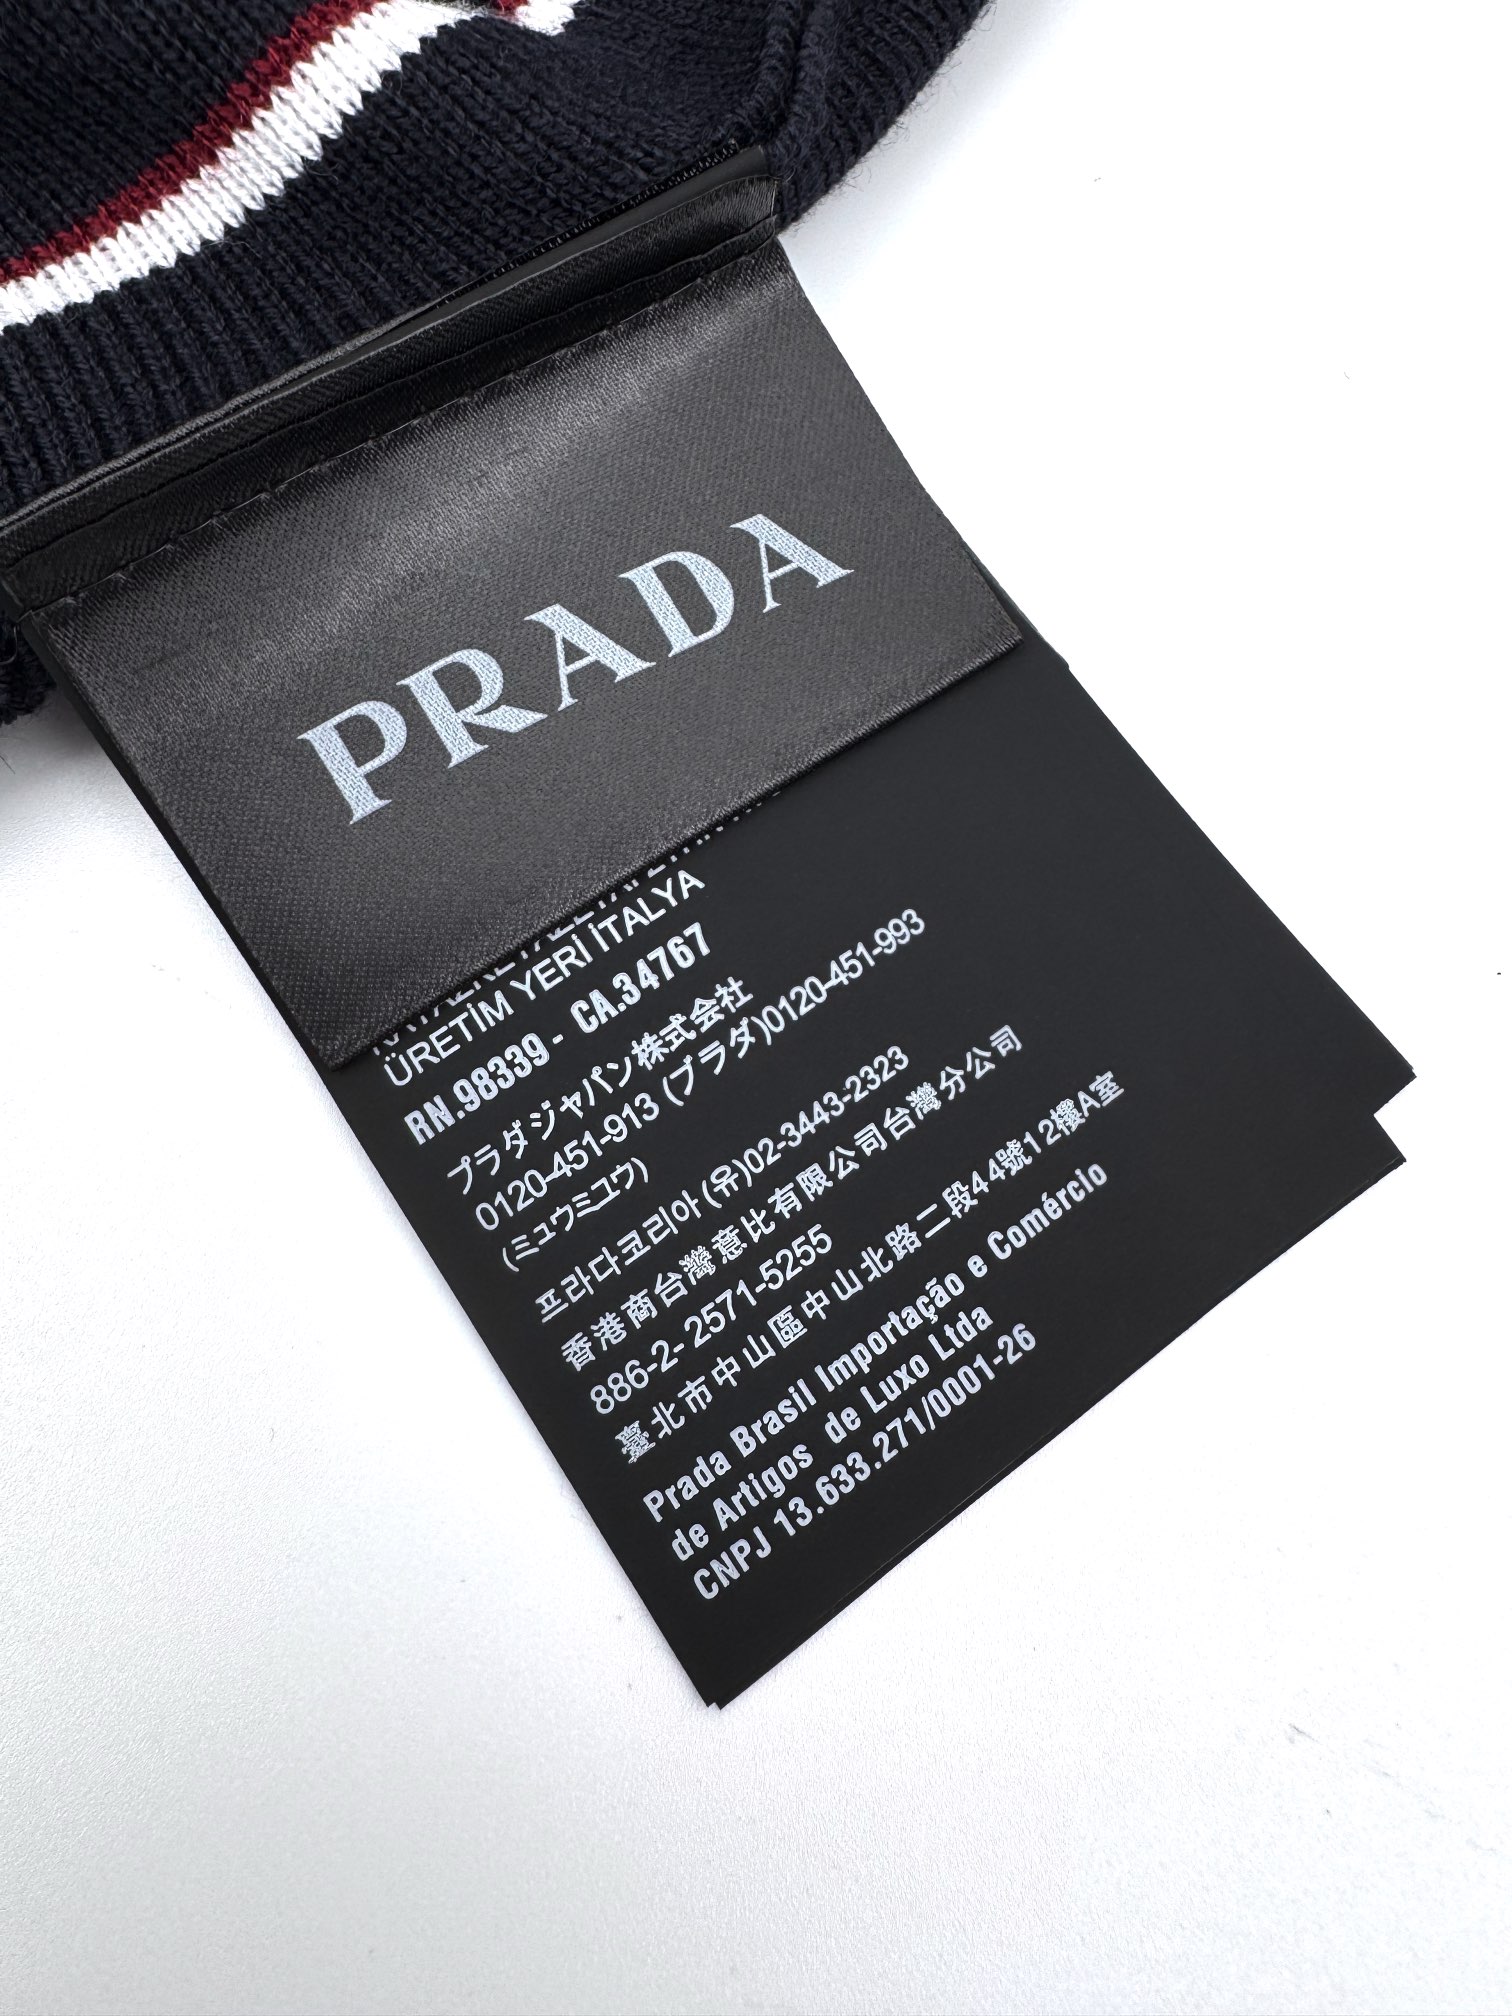 PRADA
ÜRETİM YERİ İTALYA
RN.98339 - CA.34767
プラダジャパン株式会社
0120-451-913 (プラダ)0120-451-993
(ミュウミュウ)
프라다코리아(유)02-3443-2323
香港商台灣意比有限公司台灣分公司
886-2- 2571-5255
臺北市中山區中山北路二段44號12樓A室
Prada Brasil Importação e Comércio
de Artigos de Luxo Ltda
CNPJ 13.633.271/0001-26